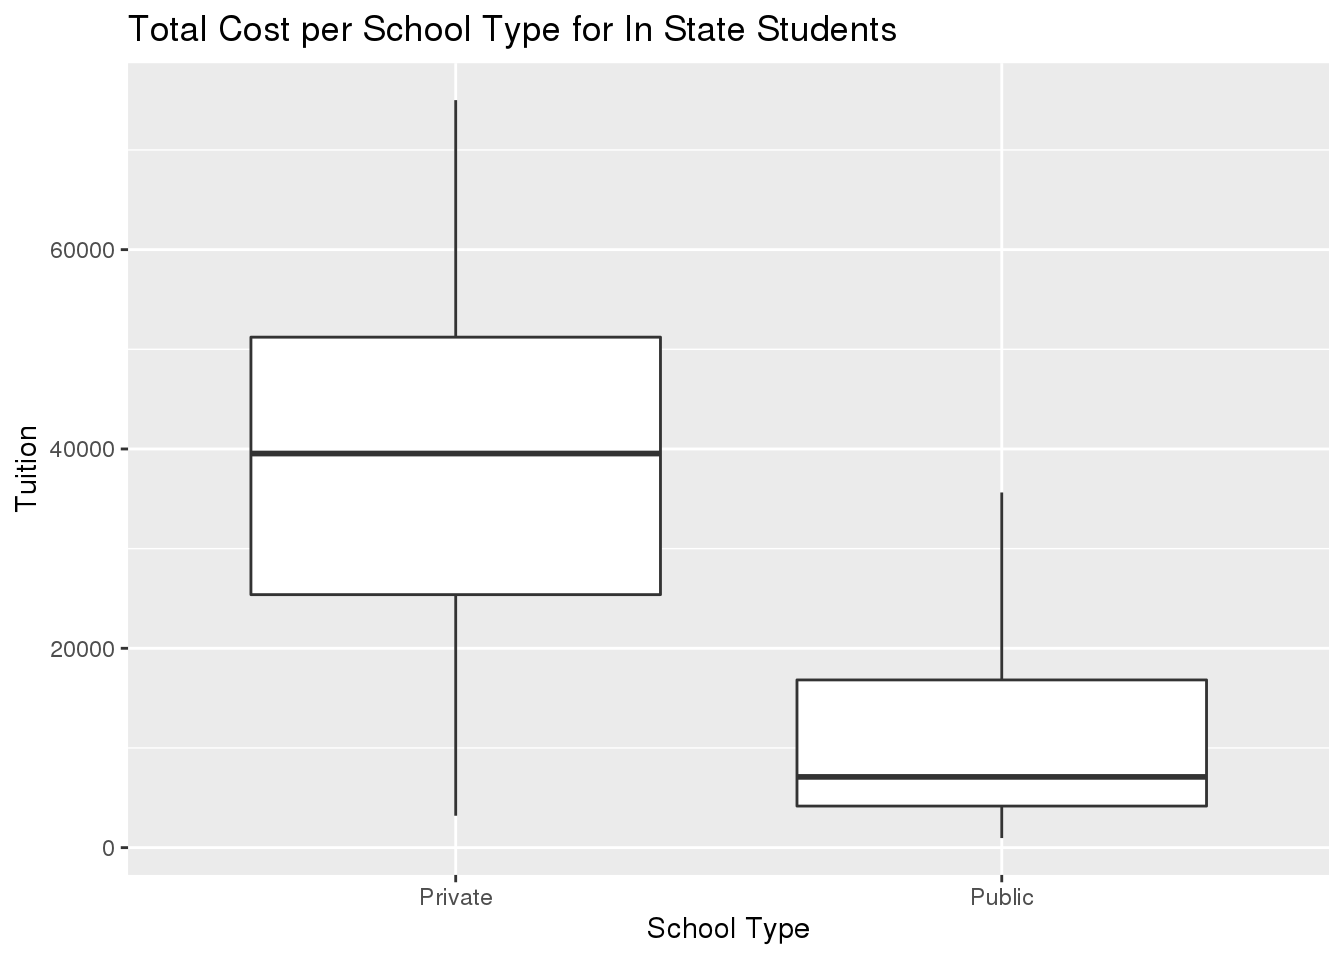 Total Cost per School Type for In State Students
Tuition
60000
40000
20000
0
Private
Public
School Type